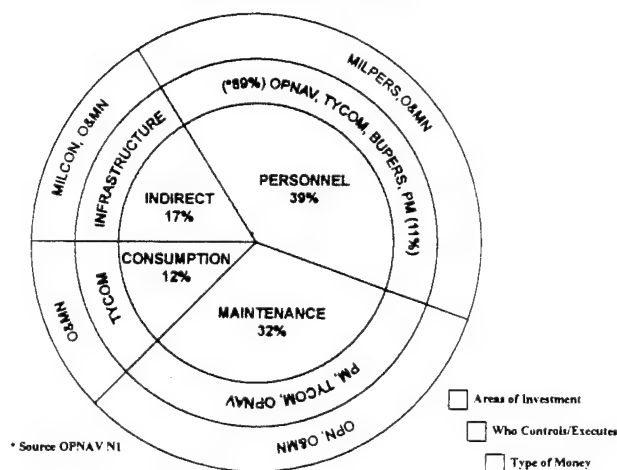 MILPERS, O&MN
(*89%) OPNAV, TYCOM, BUPERS, PM (11%)
MILCON, O&MN
INFRASTRUCTURE
PERSONNEL
39%
INDIRECT
17%
CONSUMPTION
12%
TYCOM
O&MN
MAINTENANCE
32%
PM, TYCOM, OPNAV
OPN, O&MN
Areas of Investment
Who Controls/Executes
Type of Money
* Source OPNAV N1